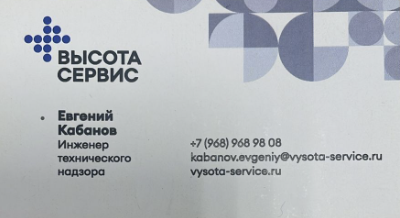 ВЫСОТА
СЕРВИС
Евгений
Кабанов
Инженер
технического
надзора
+7 (968) 968 98 08
kabanov.evgeniy@vysota-service.ru
vysota-service.ru